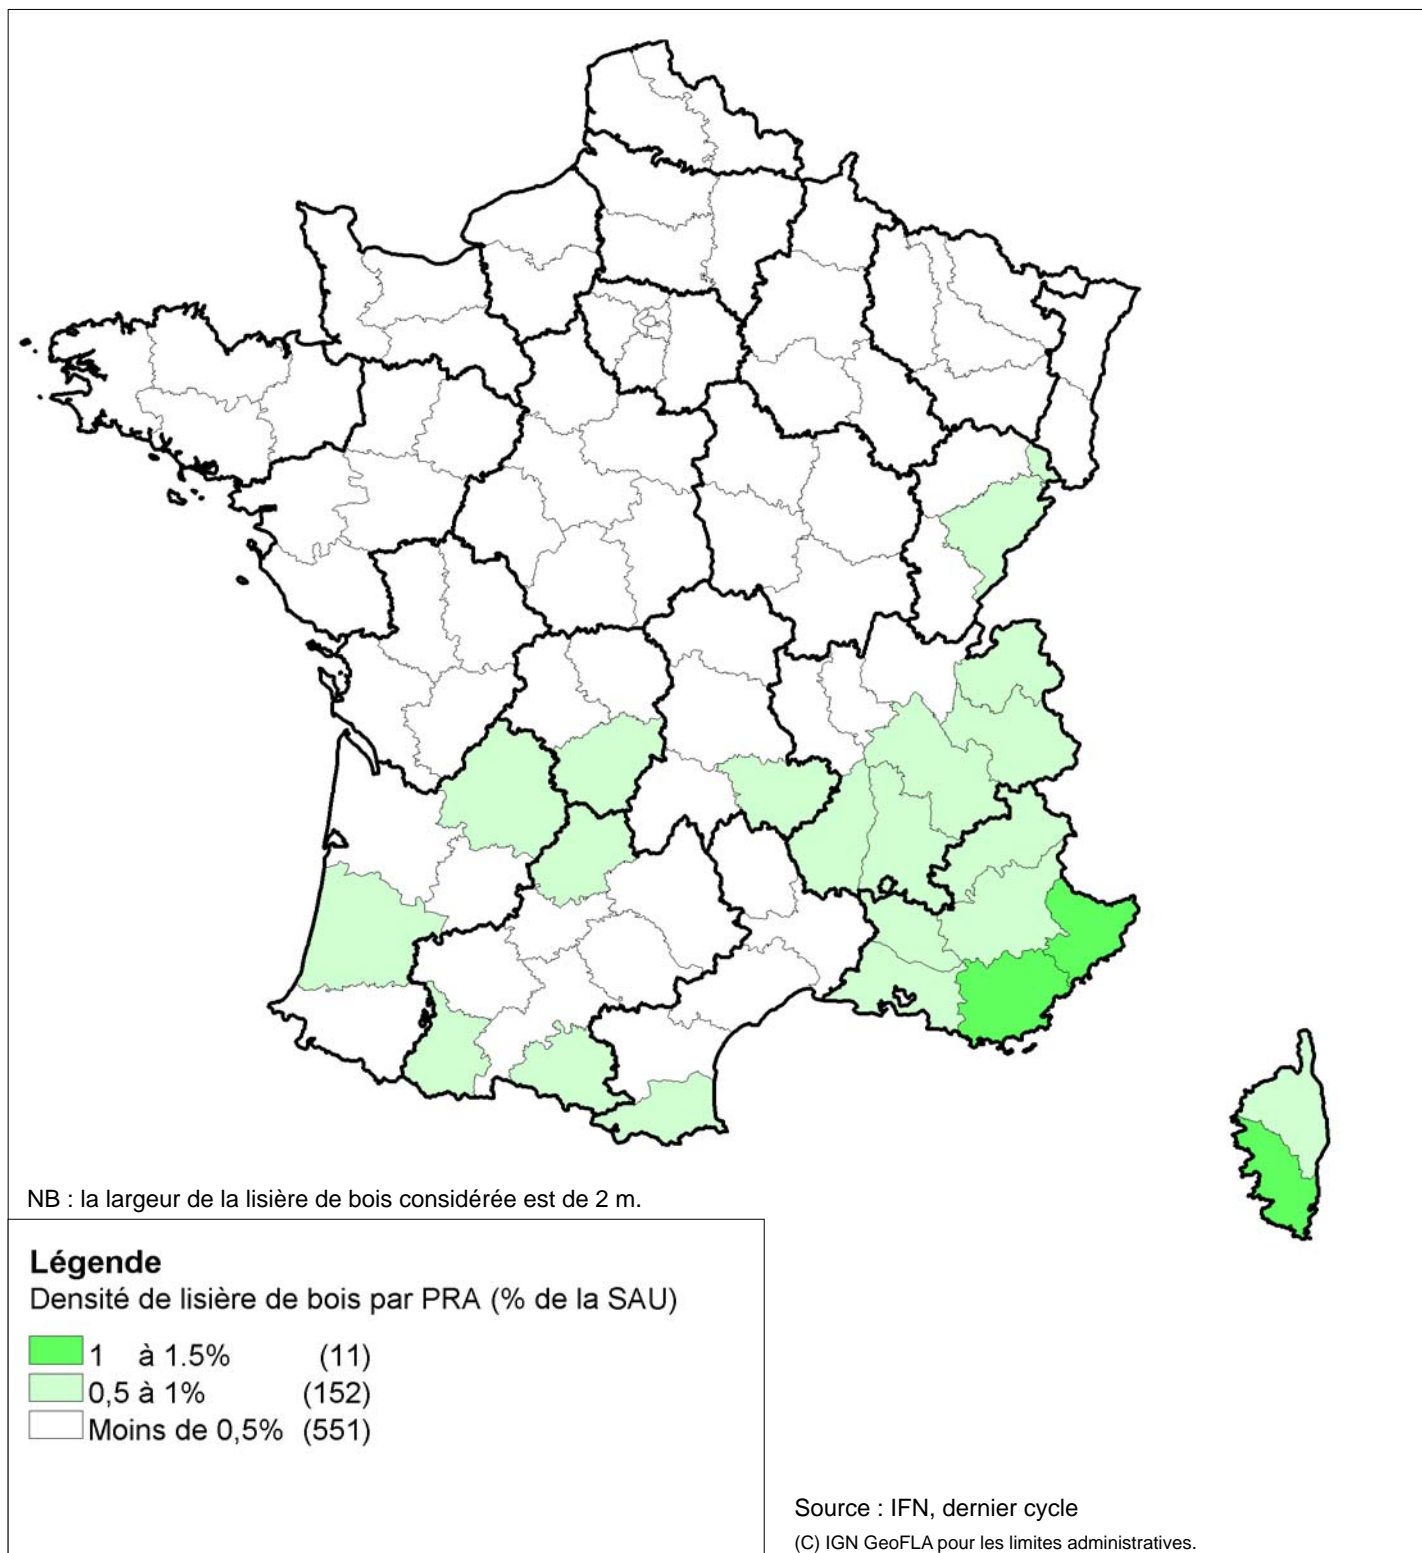 NB : la largeur de la lisière de bois considérée est de 2 m.
Légende
Densité de lisière de bois par PRA (% de la SAU)
1 à 1.5% (11)
0,5 à 1% (152)
Moins de 0,5% (551)
Source : IFN, dernier cycle
(C) IGN GeoFLA pour les limites administratives.